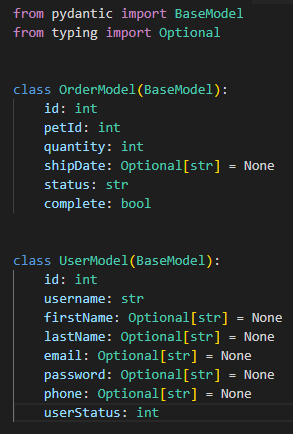 from pydantic import BaseModel
from typing import Optional
class OrderModel(BaseModel):
    id: int
    petId: int
    quantity: int
    shipDate: Optional[str] = None
    status: str
    complete: bool
class UserModel(BaseModel):
    id: int
    username: str
    firstName: Optional[str] = None
    lastName: Optional[str] = None
    email: Optional[str] = None
    password: Optional[str] = None
    phone: Optional[str] = None
    userStatus: int